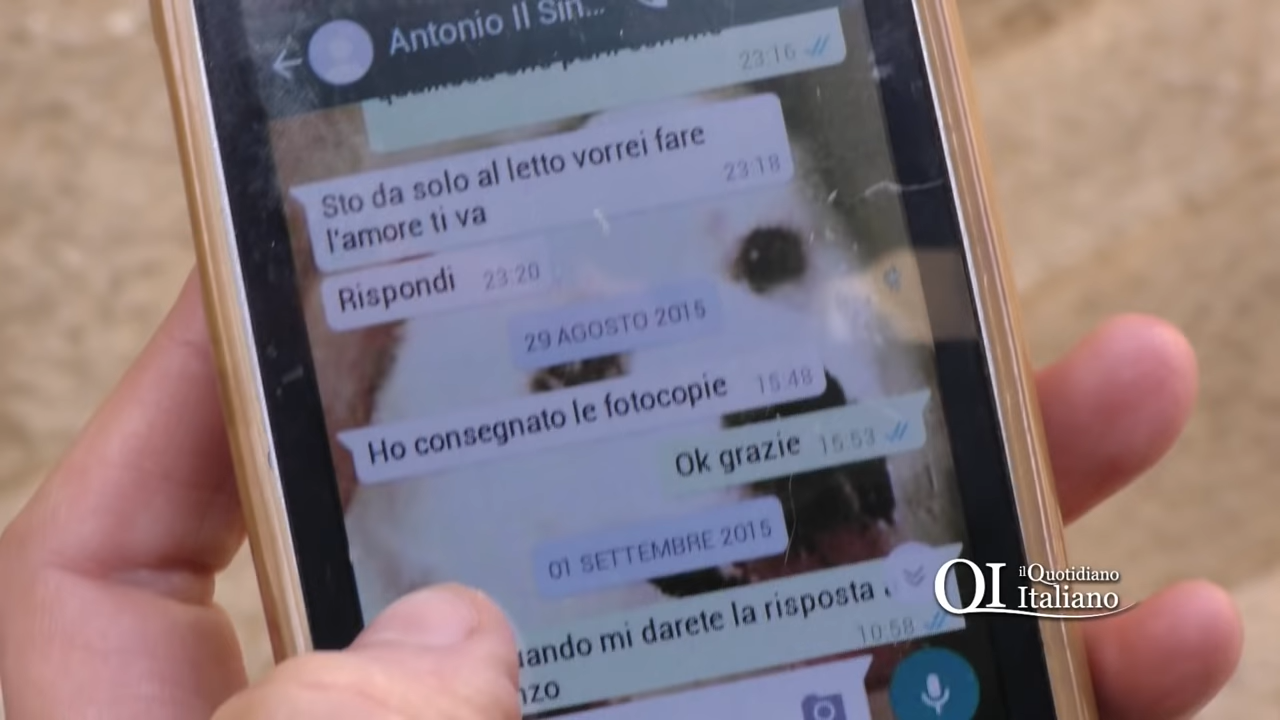 Antonio Il Sin...
23:16
Sto da solo al letto vorrei fare
l'amore ti va
23:18
Rispondi 23:20
29 AGOSTO 2015
Ho consegnato le fotocopie 15:48
Ok grazie 15:53
01 SETTEMBRE 2015
mi darete la risposta
10:58
QI il Quotidiano
Italiano